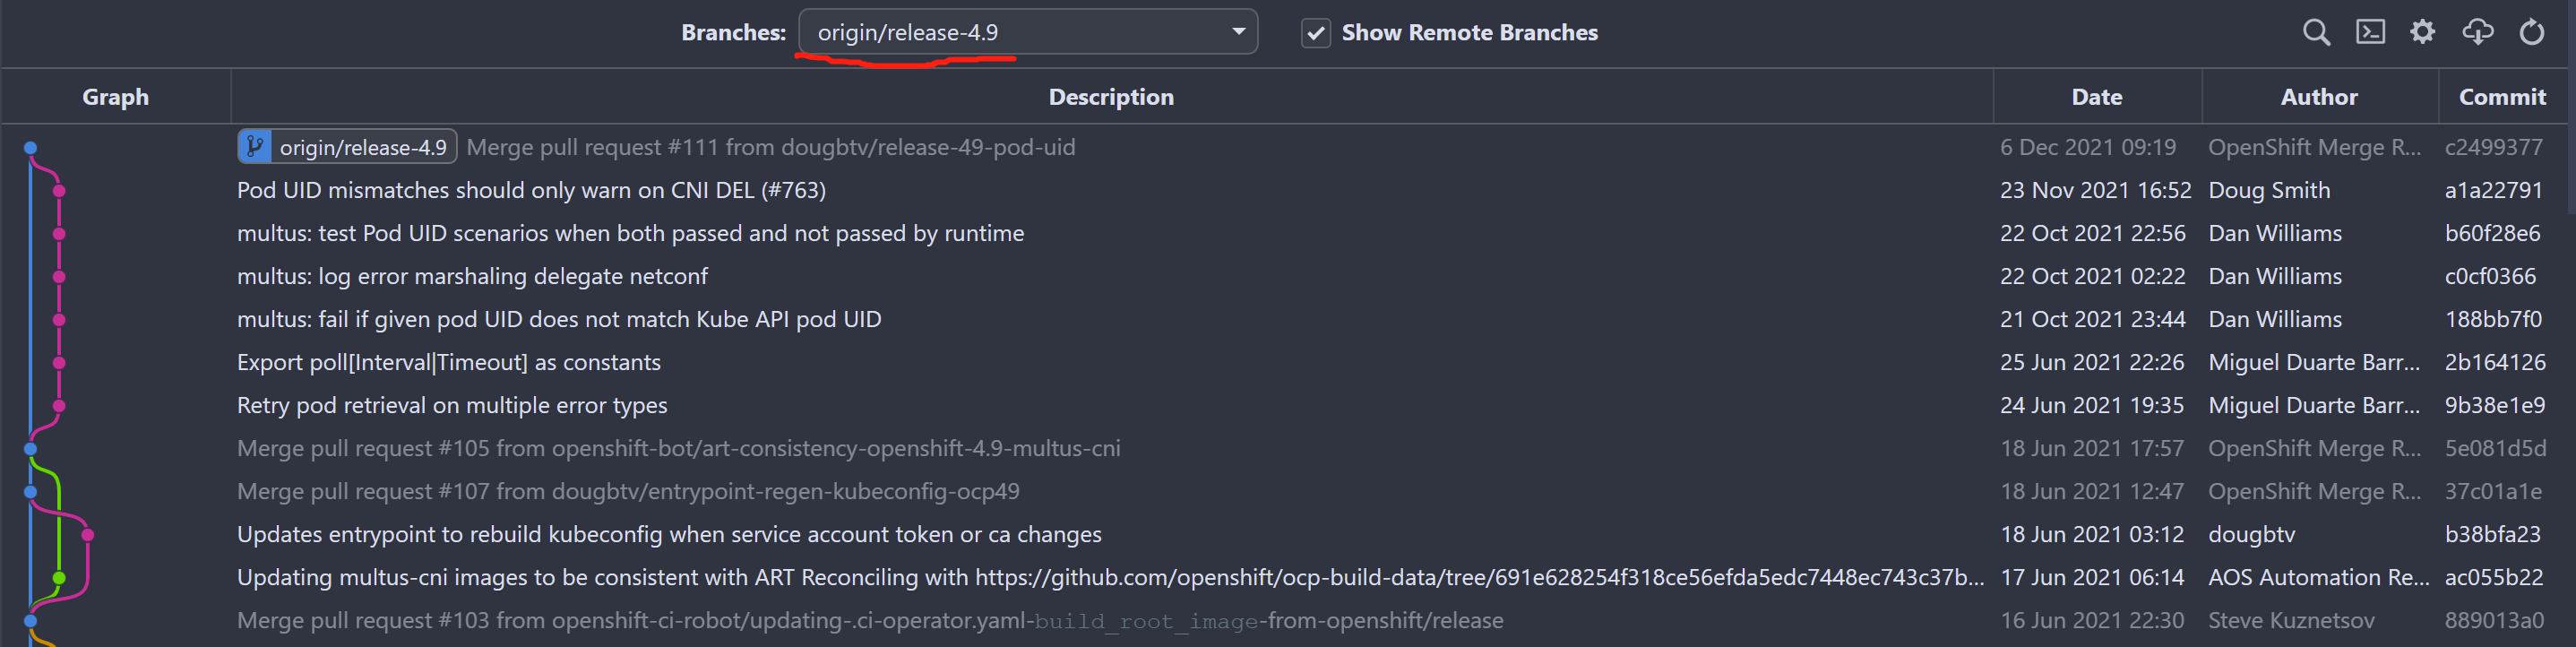 Branches: origin/release-4.9 Show Remote Branches
Graph Description Date Author Commit
origin/release-4.9 Merge pull request #111 from dougbtv/release-49-pod-uid 6 Dec 2021 09:19 OpenShift Merge R... c2499377
Pod UID mismatches should only warn on CNI DEL (#763) 23 Nov 2021 16:52 Doug Smith a1a22791
multus: test Pod UID scenarios when both passed and not passed by runtime 22 Oct 2021 22:56 Dan Williams b60f28e6
multus: log error marshaling delegate netconf 22 Oct 2021 02:22 Dan Williams c0cf0366
multus: fail if given pod UID does not match Kube API pod UID 21 Oct 2021 23:44 Dan Williams 188bb7f0
Export poll[Interval|Timeout] as constants 25 Jun 2021 22:26 Miguel Duarte Barr... 2b164126
Retry pod retrieval on multiple error types 24 Jun 2021 19:35 Miguel Duarte Barr... 9b38e1e9
Merge pull request #105 from openshift-bot/art-consistency-openshift-4.9-multus-cni 18 Jun 2021 17:57 OpenShift Merge R... 5e081d5d
Merge pull request #107 from dougbtv/entrypoint-regen-kubeconfig-ocp49 18 Jun 2021 12:47 OpenShift Merge R... 37c01a1e
Updates entrypoint to rebuild kubeconfig when service account token or ca changes 18 Jun 2021 03:12 dougbtv b38bfa23
Updating multus-cni images to be consistent with ART Reconciling with https://github.com/openshift/ocp-build-data/tree/691e628254f318ce56efda5edc7448ec743c37b... 17 Jun 2021 06:14 AOS Automation Re... ac055b22
Merge pull request #103 from openshift-ci-robot/updating-.ci-operator.yaml-build_root_image-from-openshift/release 16 Jun 2021 22:30 Steve Kuznetsov 889013a0